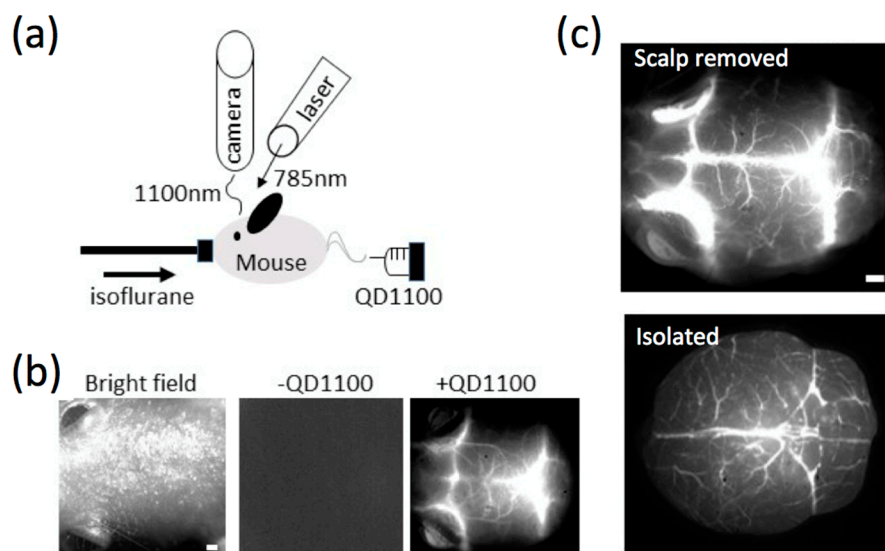 (a)
camera
laser
1100nm
785nm
Mouse
isoflurane
QD1100
(b)
Bright field
-QD1100
+QD1100
(c)
Scalp removed
Isolated